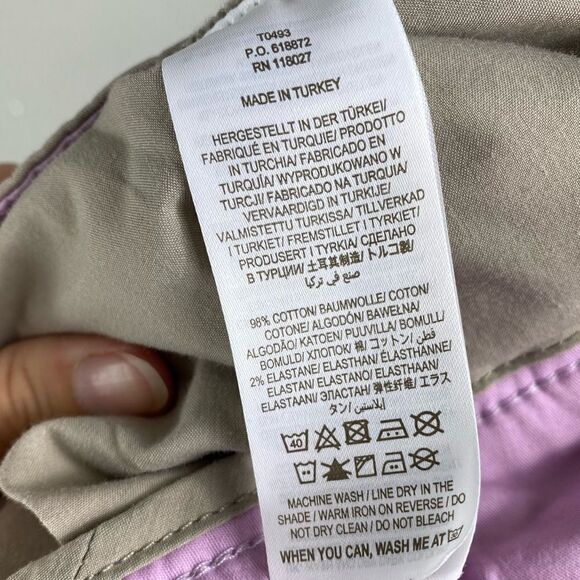 T0493
P.O. 618872
RN 118027
MADE IN TURKEY
HERGESTELLT IN DER TÜRKEI/
FABRIQUÉ EN TURQUIE/ PRODOTTO
IN TURCHIA/ FABRICADO EN
TURQUÍA/ WYPRODUKOWANO W
TURCJI/ FABRICADO NA TURQUIA/
VERVAARDIGD IN TURKIJE/
VALMISTETTU TURKISSA/ TILLVERKAD
I TURKIET/ FREMSTILLET I TYRKIET/
PRODUSERT I TYRKIA/ СДЕЛАНО
В ТУРЦИИ/ 土耳其制造/ トルコ製/
صنع في تركيا
98% COTTON/ BAUMWOLLE/ COTON/
COTONE/ ALGODÓN/ BAWEŁNA/
ALGODÃO/ KATOEN/ PUUVILLA/ BOMULL/
BOMULD/ ХЛОПОК/ 棉/ コットン/ قطن
2% ELASTANE/ ELASTAN/ ÉLASTHANNE/
ELASTAN/ ELASTANO/ ELASTHAAN/
ELASTAANI/ ЭЛАСТАН/ 弹性纤维/ エラス
タン/ إيلاستين
40
MACHINE WASH/ LINE DRY IN THE
SHADE/ WARM IRON ON REVERSE/ DO
NOT DRY CLEAN/ DO NOT BLEACH
WHEN YOU CAN, WASH ME AT 30